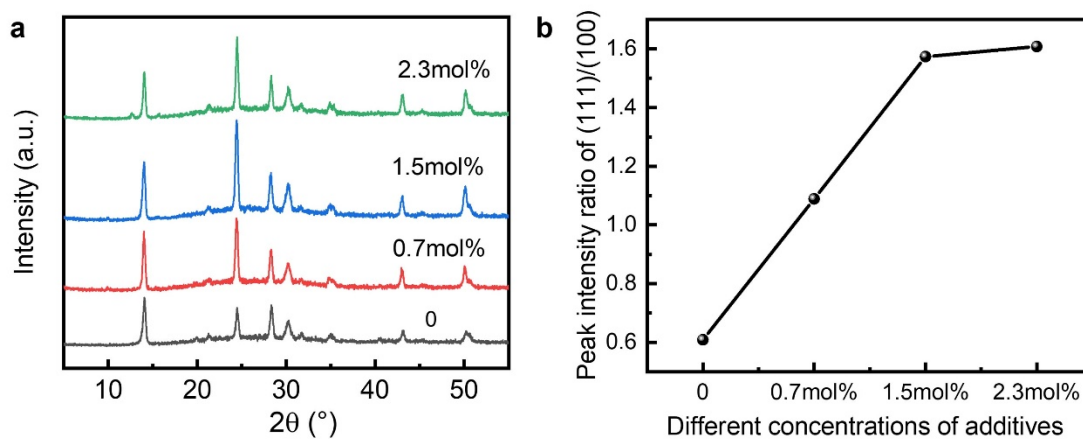 a
Intensity (a.u.)
2.3mol%
1.5mol%
0.7mol%
0
10 20 30 40 50
2θ (°)
b
Peak intensity ratio of (111)/(100)
1.6
1.4
1.2
1.0
0.8
0.6
0 0.7mol% 1.5mol% 2.3mol%
Different concentrations of additives